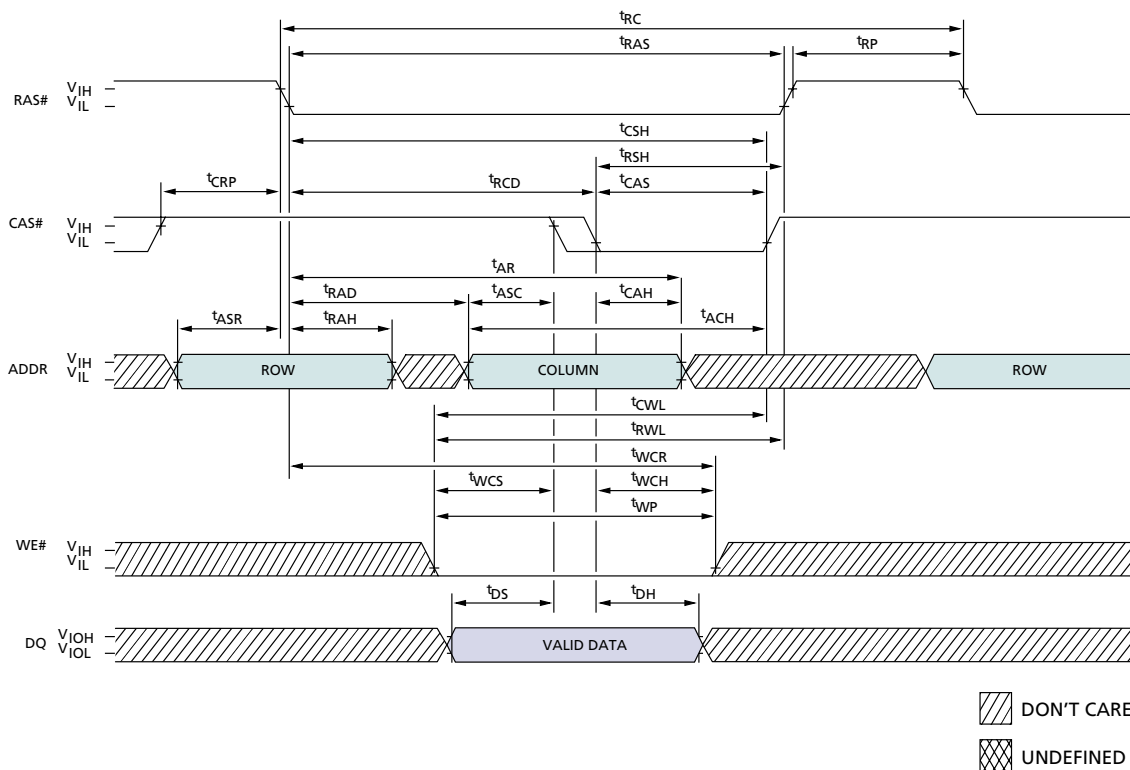 tRC
tRAS
tRP
RAS# VIH
VIL
tCSH
tRSH
tCRP
tRCD
tCAS
CAS# VIH
VIL
tAR
tRAD
tASC
tCAH
tASR
tRAH
tACH
ADDR VIH
VIL
ROW
COLUMN
ROW
tCWL
tRWL
tWCR
tWCS
tWCH
tWP
WE# VIH
VIL
tDS
tDH
DQ VIOH
VIOL
VALID DATA
DON'T CARE
UNDEFINED